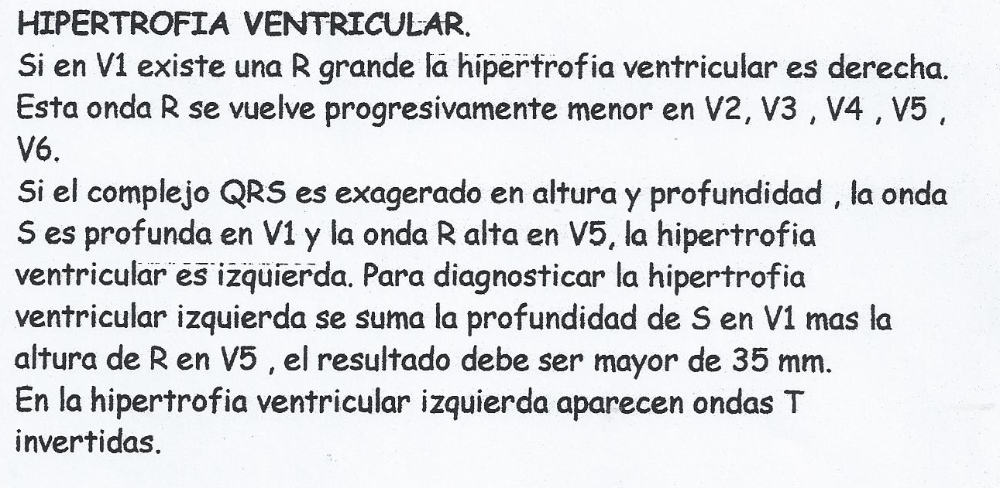 HIPERTROFIA VENTRICULAR.
Si en V1 existe una R grande la hipertrofia ventricular es derecha.
Esta onda R se vuelve progresivamente menor en V2, V3 , V4 , V5 ,
V6.
Si el complejo QRS es exagerado en altura y profundidad , la onda
S es profunda en V1 y la onda R alta en V5, la hipertrofia
ventricular es izquierda. Para diagnosticar la hipertrofia
ventricular izquierda se suma la profundidad de S en V1 mas la
altura de R en V5 , el resultado debe ser mayor de 35 mm.
En la hipertrofia ventricular izquierda aparecen ondas T
invertidas.